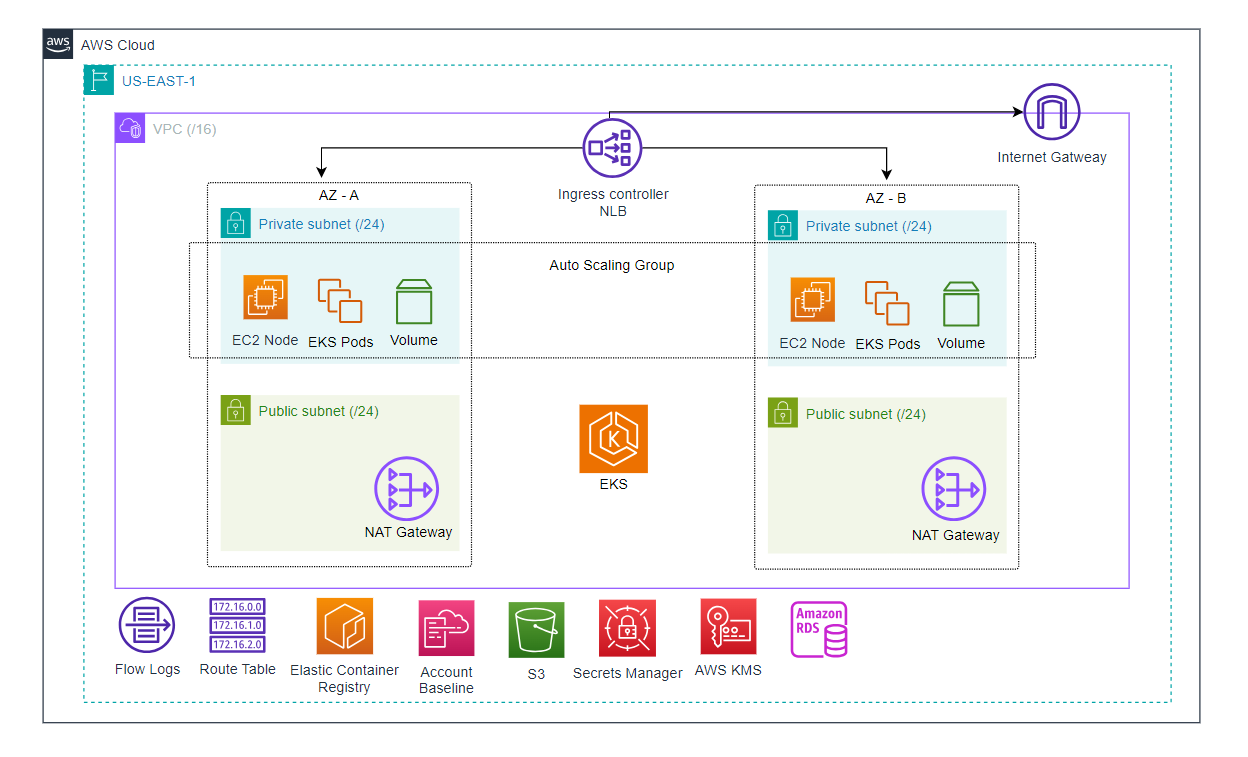 aws
AWS Cloud
US-EAST-1
VPC (/16)
Internet Gatweay
Ingress controller
NLB
AZ - A
AZ - B
Private subnet (/24)
Private subnet (/24)
Auto Scaling Group
EC2 Node
EKS Pods
Volume
EC2 Node
EKS Pods
Volume
Public subnet (/24)
Public subnet (/24)
K
EKS
NAT Gateway
NAT Gateway
172.16.0.0
172.16.1.0
172.16.2.0
Amazon
RDS
Flow Logs
Route Table
Elastic Container
Registry
Account
Baseline
S3
Secrets Manager
AWS KMS